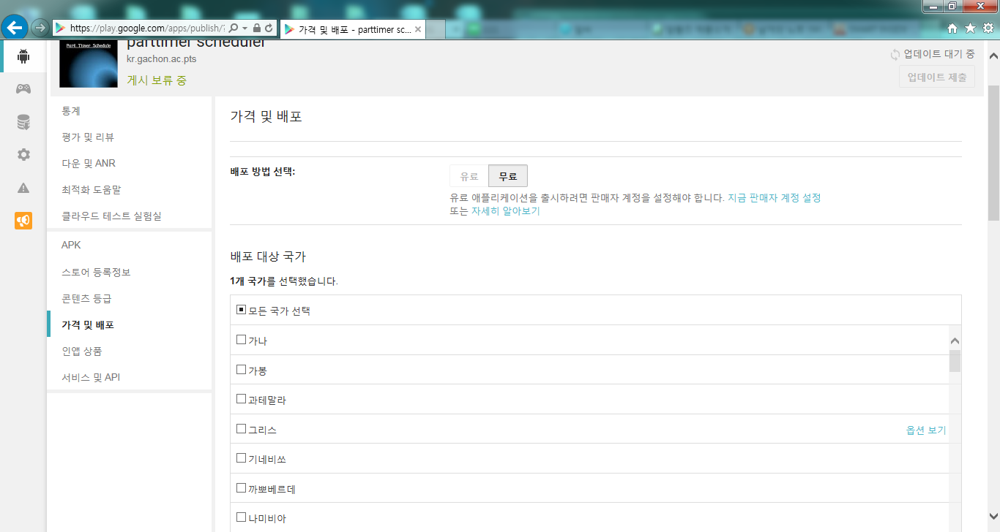 https://play.google.com/apps/publish/?
가격 및 배포 - parttimer sc...
Part Timer Schedule
parttimer scheduler
kr.gachon.ac.pts
게시 보류 중
업데이트 대기 중
업데이트 제출
통계
평가 및 리뷰
다운 및 ANR
최적화 도움말
클라우드 테스트 실험실
APK
스토어 등록정보
콘텐츠 등급
가격 및 배포
인앱 상품
서비스 및 API
가격 및 배포
배포 방법 선택:
유료 무료
유료 애플리케이션을 출시하려면 판매자 계정을 설정해야 합니다. 지금 판매자 계정 설정
또는 자세히 알아보기
배포 대상 국가
1개 국가를 선택했습니다.
모든 국가 선택
가나
가봉
과테말라
그리스 옵션 보기
기네비쏘
까뽀베르데
나미비아